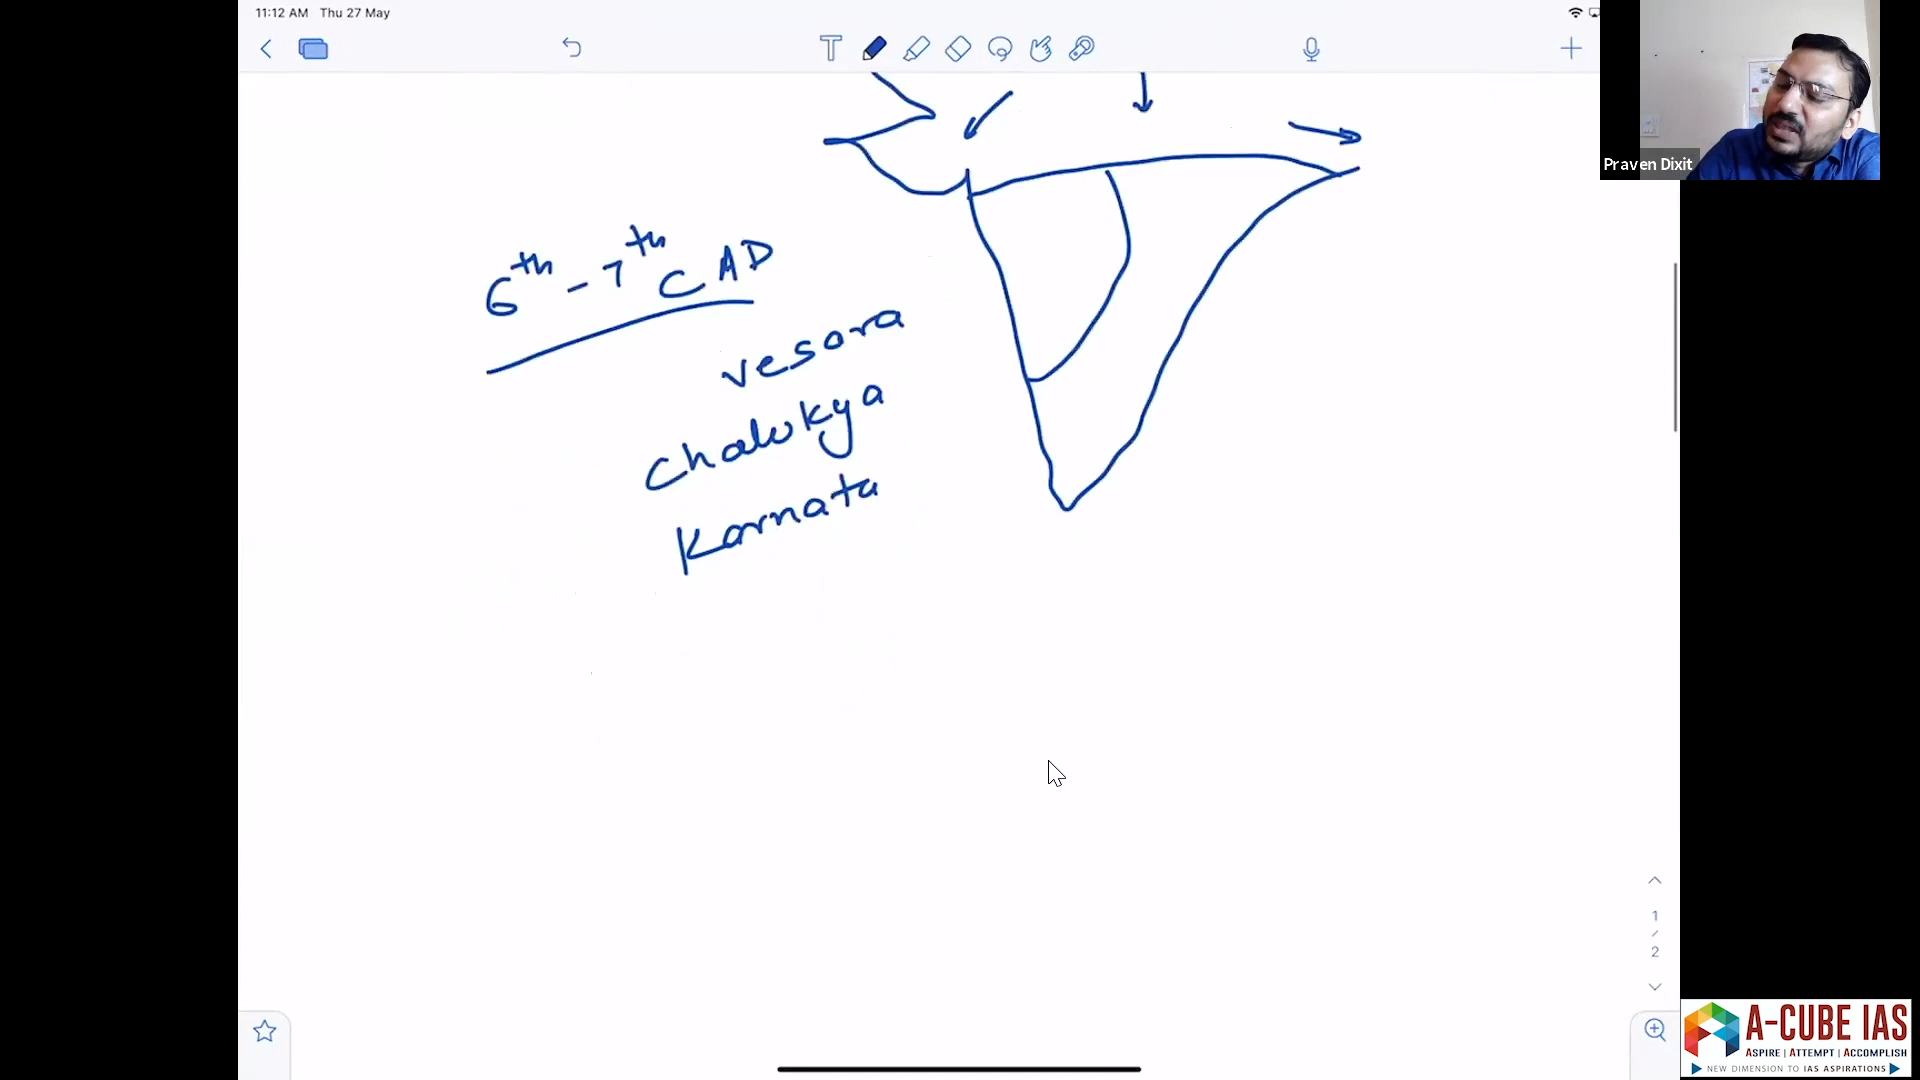 11:12 AM Thu 27 May
T
Praven Dixit
6th - 7th C AD
vesora
chalukya
Karnata
1
2
A-CUBE IAS
ASPIRE | ATTEMPT | ACCOMPLISH
NEW DIMENSION TO IAS ASPIRATIONS